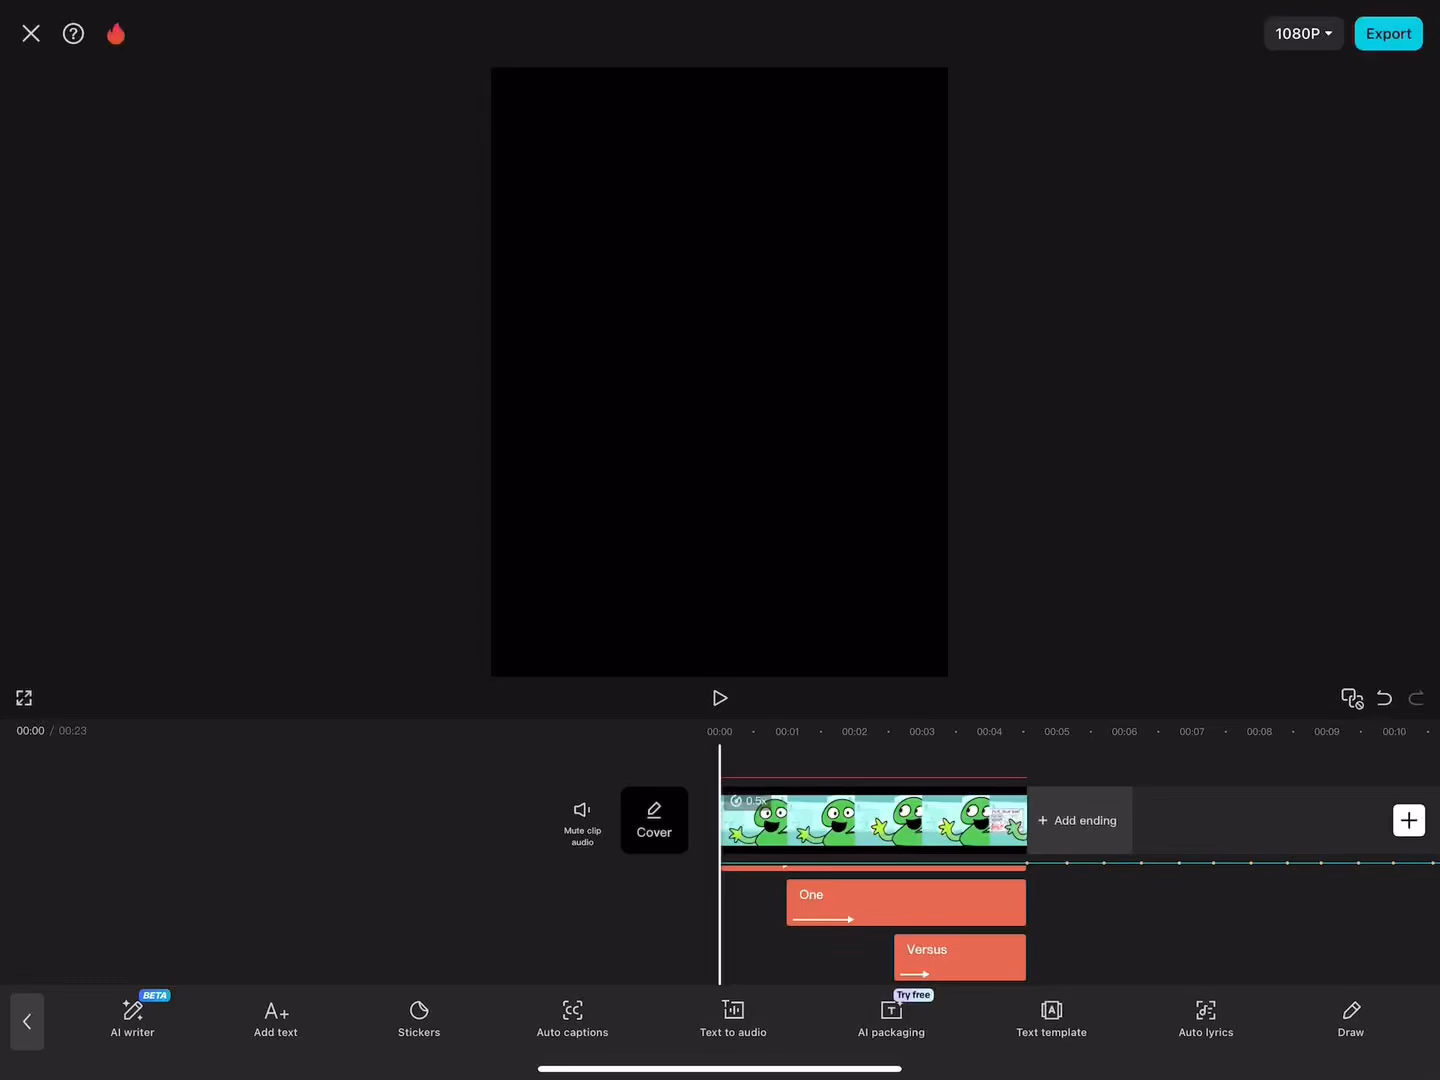 1080P
Export
00:00 / 00:23
00:00 00:01 00:02 00:03 00:04 00:05 00:06 00:07 00:08 00:09 00:10
0.5x
Mute clip
audio
Cover
+ Add ending
One
Versus
BETA
AI writer
Add text
Stickers
Auto captions
Text to audio
Try free
AI packaging
Text template
Auto lyrics
Draw